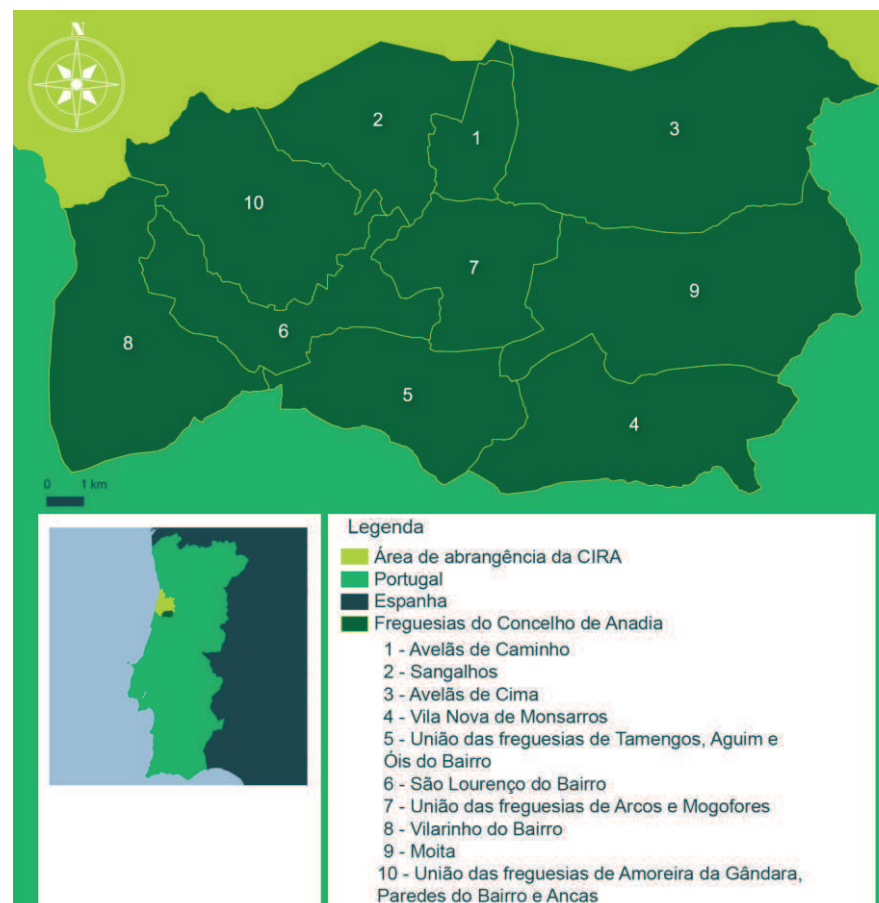 N
2
1
3
10
7
9
8
6
5
4
0 1 km
Legenda
Área de abrangência da CIRA
Portugal
Espanha
Freguesias do Concelho de Anadia
1 - Avelãs de Caminho
2 - Sangalhos
3 - Avelãs de Cima
4 - Vila Nova de Monsarros
5 - União das freguesias de Tamengos, Aguim e
Óis do Bairro
6 - São Lourenço do Bairro
7 - União das freguesias de Arcos e Mogofores
8 - Vilarinho do Bairro
9 - Moita
10 - União das freguesias de Amoreira da Gândara,
Paredes do Bairro e Ancas